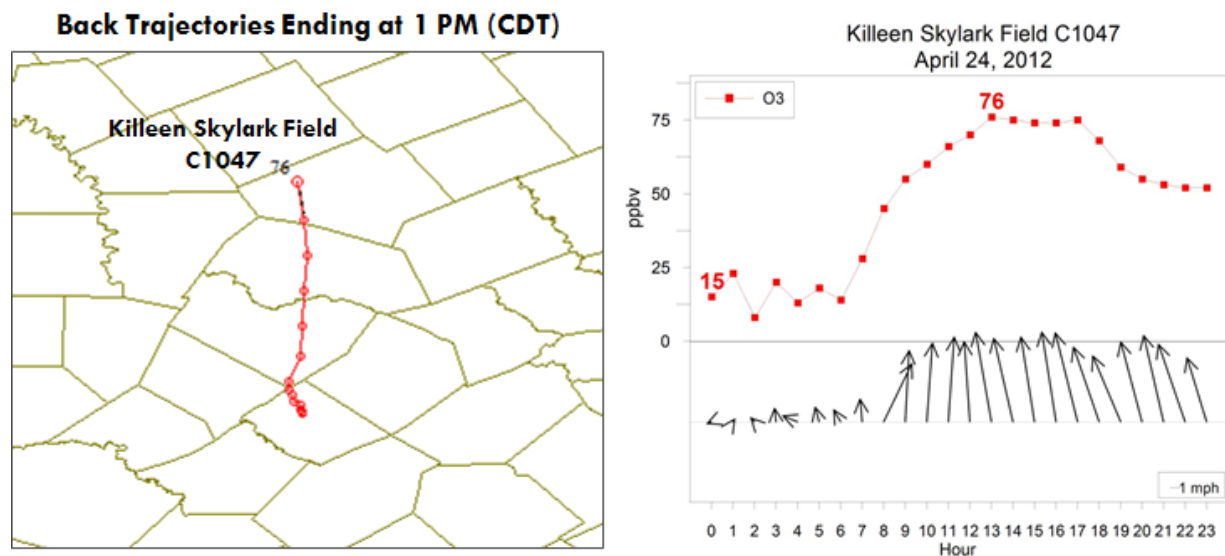 Back Trajectories Ending at 1 PM (CDT)
Killeen Skylark Field
C1047
76
Killeen Skylark Field C1047
April 24, 2012
O3
76
75
50
ppbv
25
15
0
1 mph
0 1 2 3 4 5 6 7 8 9 10 11 12 13 14 15 16 17 18 19 20 21 22 23
Hour